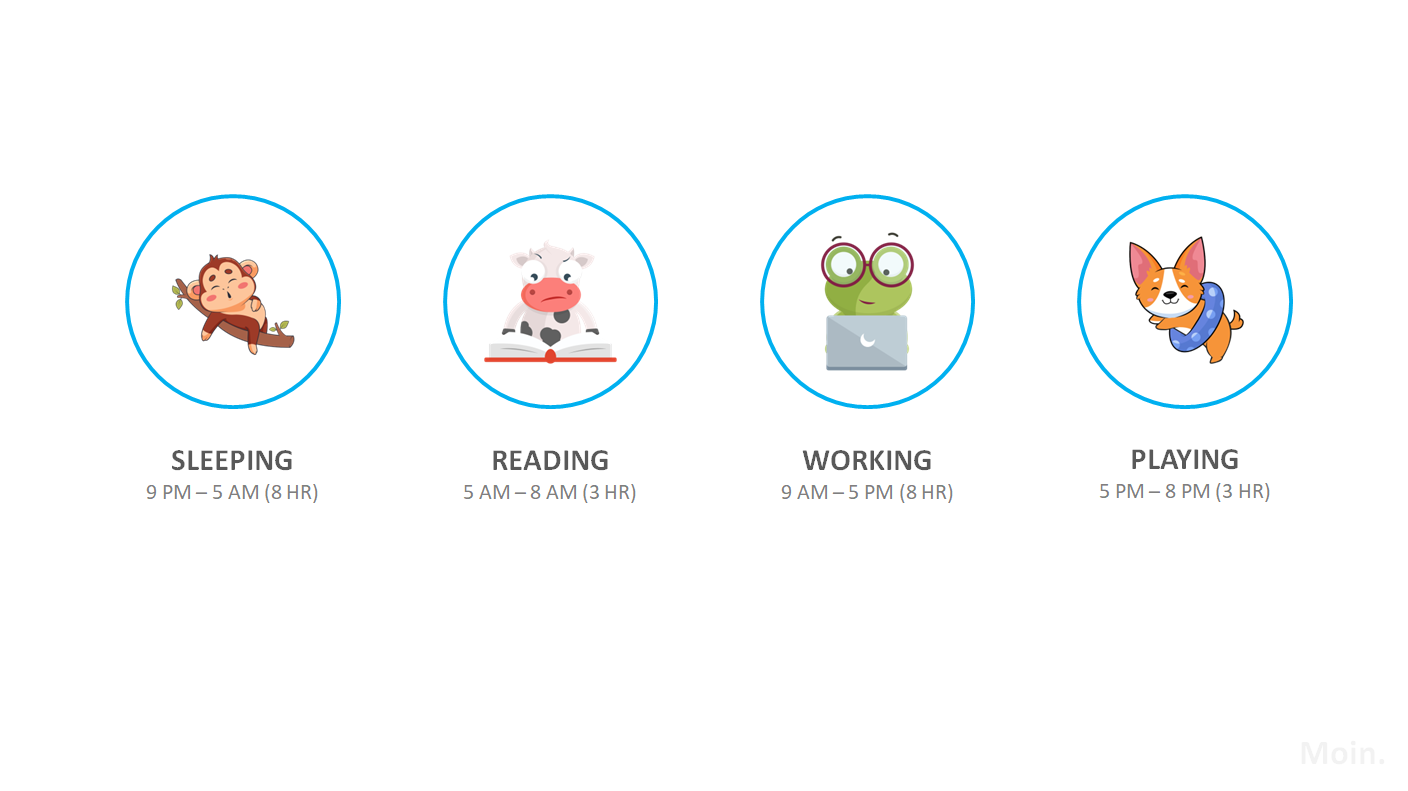 SLEEPING
9 PM – 5 AM (8 HR)
READING
5 AM – 8 AM (3 HR)
WORKING
9 AM – 5 PM (8 HR)
PLAYING
5 PM – 8 PM (3 HR)
Moin.